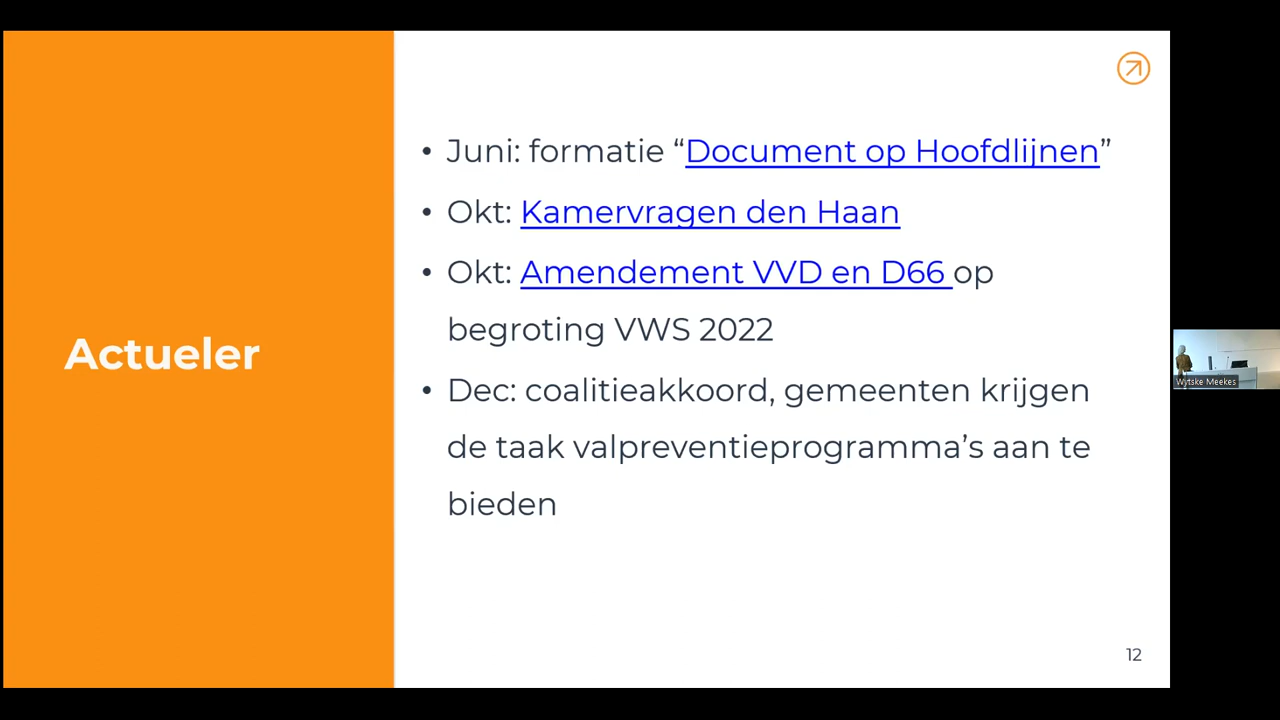 Actueler
• Juni: formatie “Document op Hoofdlijnen”
• Okt: Kamervragen den Haan
• Okt: Amendement VVD en D66 op
begroting VWS 2022
• Dec: coalitieakkoord, gemeenten krijgen
de taak valpreventieprogramma’s aan te
bieden
12
Wytske Meekes